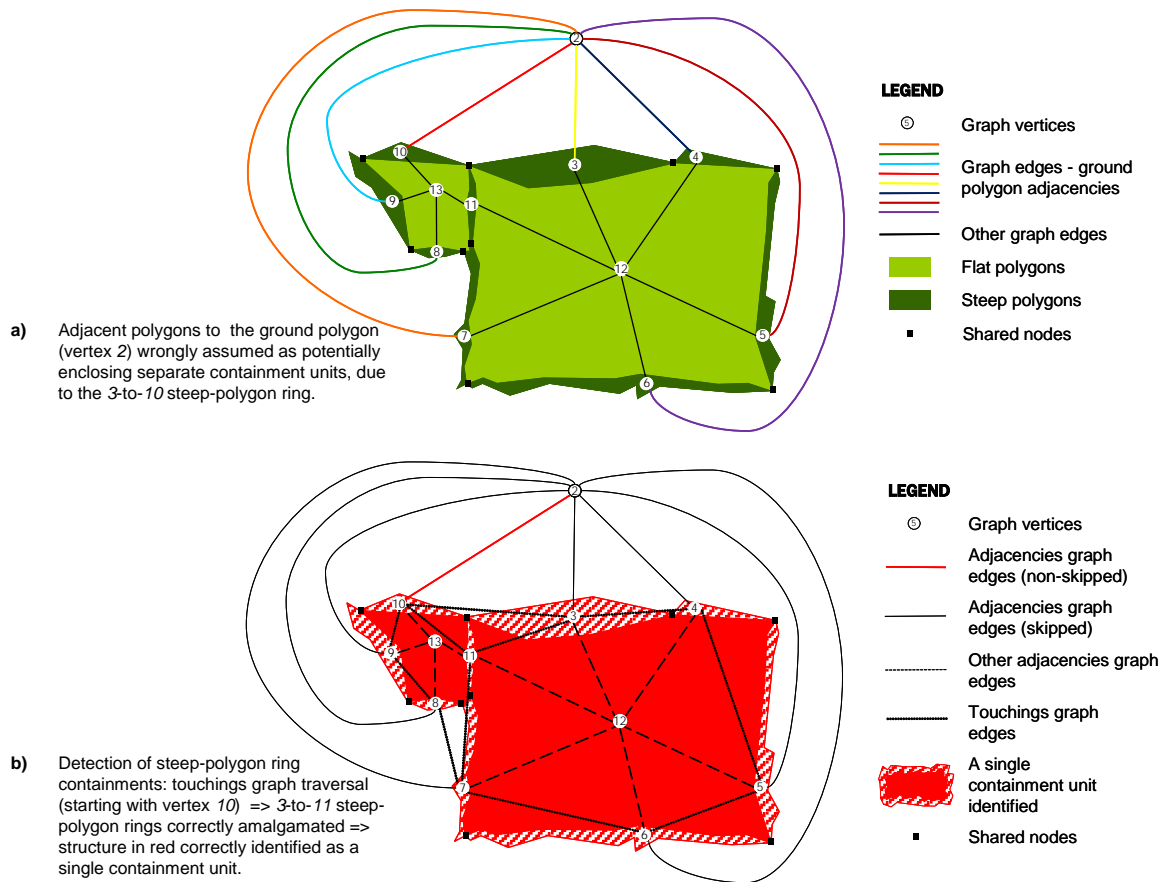 2
LEGEND
5 Graph vertices
Graph edges - ground
polygon adjacencies
Other graph edges
Flat polygons
Steep polygons
Shared nodes
10
3
4
13
9
11
8
12
7
5
6
a) Adjacent polygons to the ground polygon
(vertex 2) wrongly assumed as potentially
enclosing separate containment units, due
to the 3-to-10 steep-polygon ring.
2
LEGEND
5 Graph vertices
Adjacencies graph
edges (non-skipped)
Adjacencies graph
edges (skipped)
Other adjacencies graph
edges
Touchings graph
edges
A single
containment unit
identified
Shared nodes
10
3
4
13
9
11
8
12
7
5
6
b) Detection of steep-polygon ring
containments: touchings graph traversal
(starting with vertex 10) => 3-to-11 steep-
polygon rings correctly amalgamated =>
structure in red correctly identified as a
single containment unit.